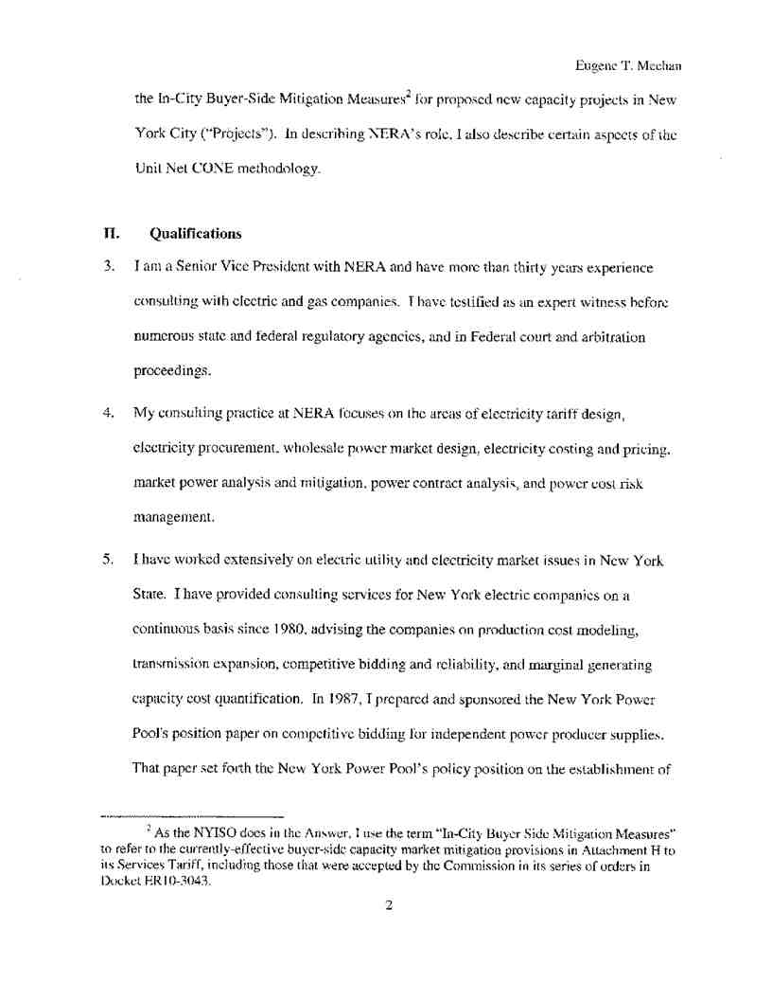 Eugene T. Meehan
the In-City Buyer-Side Mitigation Measures2 for proposed new capacity projects in New
York City (“Projects”). In describing NERA’s role, I also describe certain aspects of the
Unit Net CONE methodology.
II. Qualifications
3. I am a Senior Vice President with NERA and have more than thirty years experience
consulting with electric and gas companies. I have testified as an expert witness before
numerous state and federal regulatory agencies, and in Federal court and arbitration
proceedings.
4. My consulting practice at NERA focuses on the areas of electricity tariff design,
electricity procurement, wholesale power market design, electricity costing and pricing,
market power analysis and mitigation, power contract analysis, and power cost risk
management.
5. I have worked extensively on electric utility and electricity market issues in New York
State. I have provided consulting services for New York electric companies on a
continuous basis since 1980, advising the companies on production cost modeling,
transmission expansion, competitive bidding and reliability, and marginal generating
capacity cost quantification. In 1987, I prepared and sponsored the New York Power
Pool’s position paper on competitive bidding for independent power producer supplies.
That paper set forth the New York Power Pool’s policy position on the establishment of
2 As the NYISO does in the Answer, I use the term “In-City Buyer Side Mitigation Measures”
to refer to the currently-effective buyer-side capacity market mitigation provisions in Attachment H to
its Services Tariff, including those that were accepted by the Commission in its series of orders in
Docket ER10-3043.
2